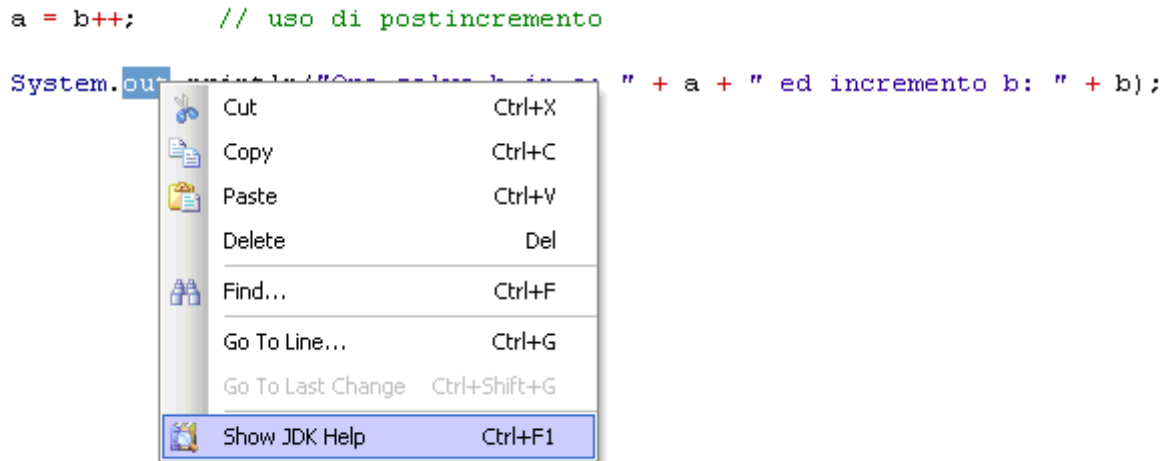 a = b++; // uso di postincremento
System.out " + a + " ed incremento b: " + b);
Cut Ctrl+X
Copy Ctrl+C
Paste Ctrl+V
Delete Del
Find... Ctrl+F
Go To Line... Ctrl+G
Go To Last Change Ctrl+Shift+G
Show JDK Help Ctrl+F1